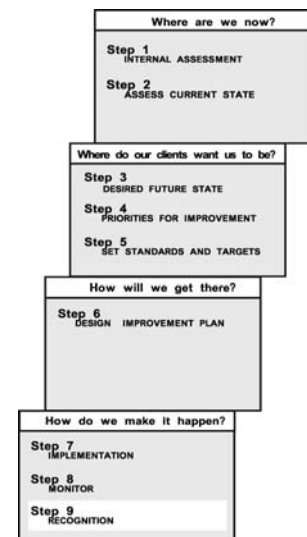 Where are we now?
Step 1
INTERNAL ASSESSMENT
Step 2
ASSESS CURRENT STATE
Where do our clients want us to be?
Step 3
DESIRED FUTURE STATE
Step 4
PRIORITIES FOR IMPROVEMENT
Step 5
SET STANDARDS AND TARGETS
How will we get there?
Step 6
DESIGN IMPROVEMENT PLAN
How do we make it happen?
Step 7
IMPLEMENTATION
Step 8
MONITOR
Step 9
RECOGNITION